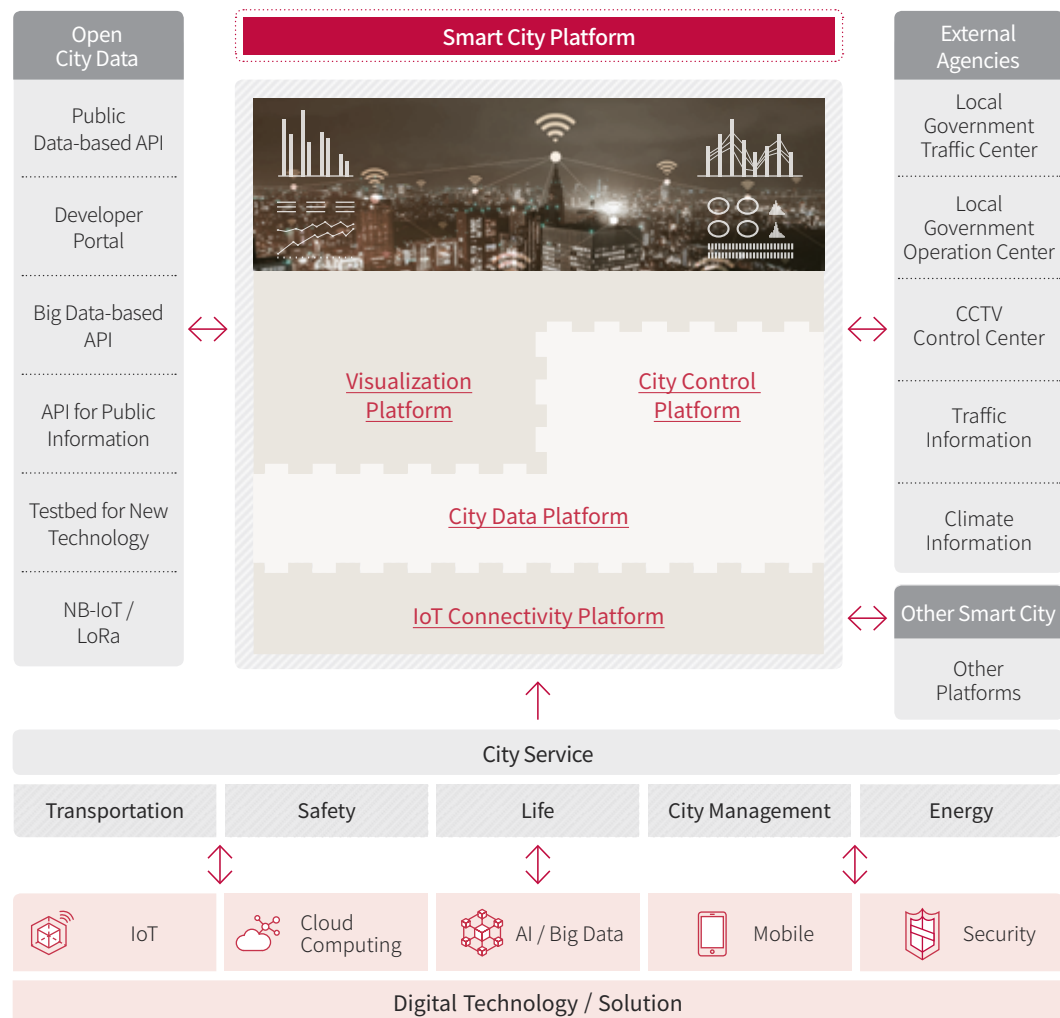 Open
City Data
Public
Data-based API
Developer
Portal
Big Data-based
API
API for Public
Information
Testbed for New
Technology
NB-IoT /
LoRa
Smart City Platform
Visualization
Platform
City Control
Platform
City Data Platform
IoT Connectivity Platform
External
Agencies
Local
Government
Traffic Center
Local
Government
Operation Center
CCTV
Control Center
Traffic
Information
Climate
Information
Other Smart City
Other
Platforms
City Service
Transportation
Safety
Life
City Management
Energy
IoT
Cloud
Computing
AI / Big Data
Mobile
Security
Digital Technology / Solution